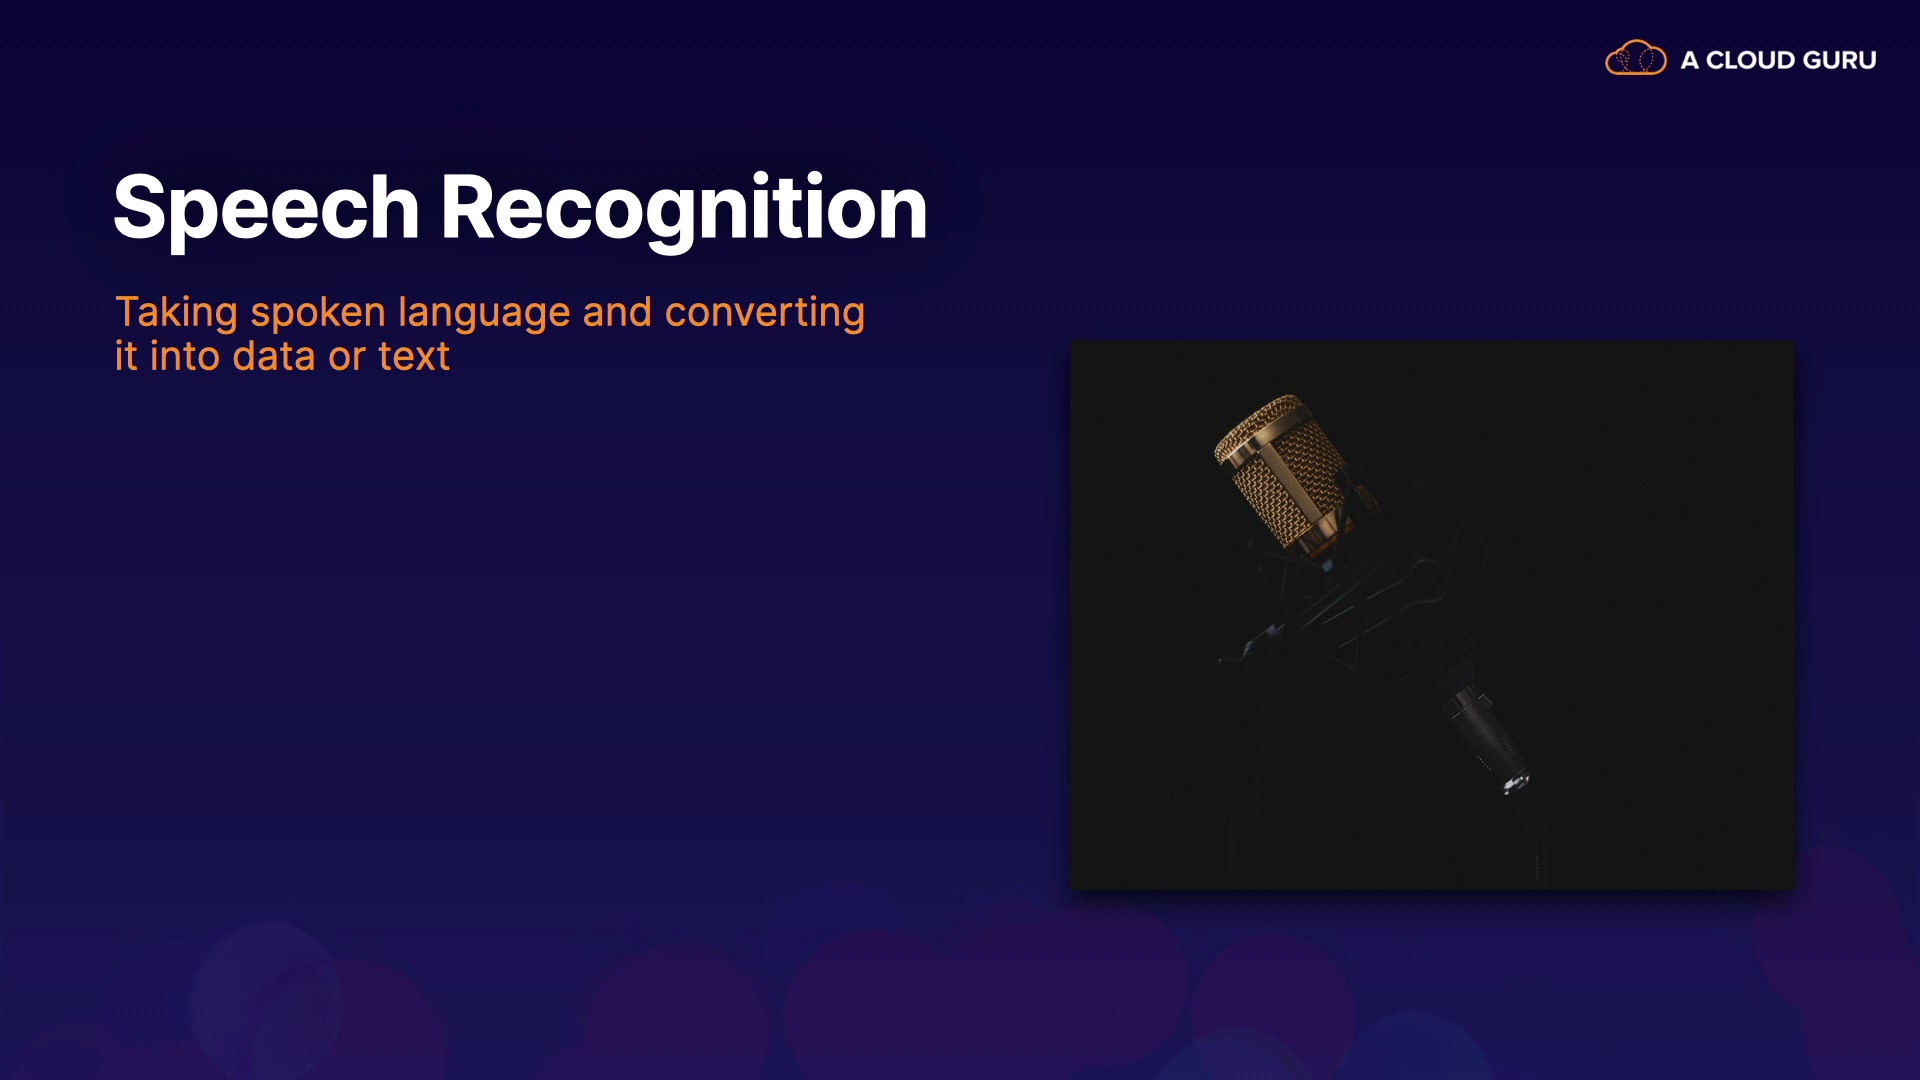 A CLOUD GURU
Speech Recognition
Taking spoken language and converting
it into data or text